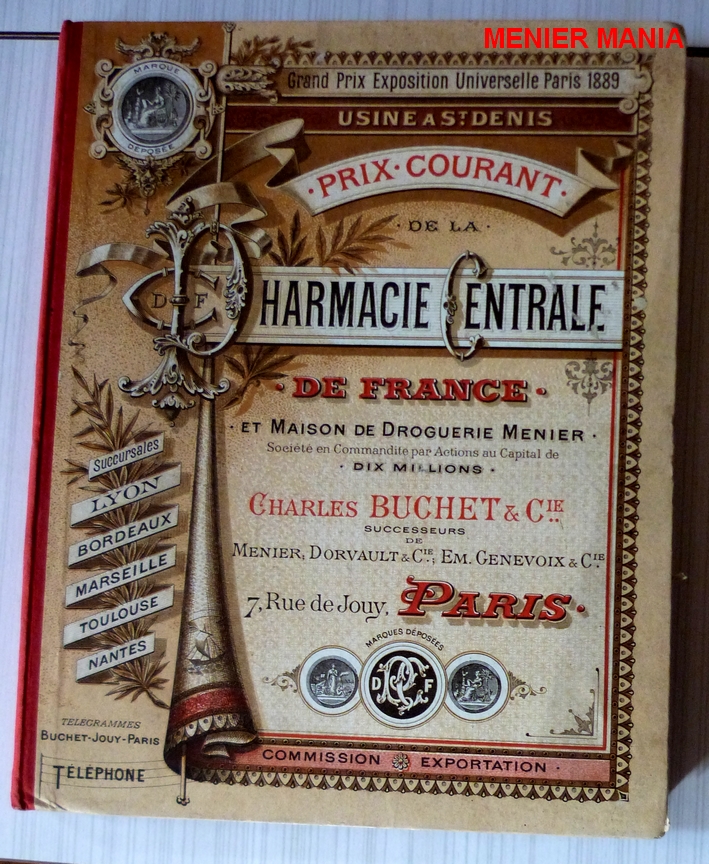 MENIER MANIA
MARQUE
DÉPOSÉE
Grand Prix Exposition Universelle Paris 1889
USINE A ST. DENIS
·PRIX·COURANT·
·DE LA·
D F
PHARMACIE CENTRALE
·DE FRANCE·
·ET MAISON DE DROGUERIE MENIER·
Société en Commandite par Actions au Capital de
·DIX MILLIONS·
CHARLES BUCHET & CIE.
SUCCESSEURS
DE
MENIER, DORVAULT & CIE., EM. GENEVOIX & CIE.
7, Rue de Jouy, PARIS·
Succursales
LYON
BORDEAUX
MARSEILLE
TOULOUSE
NANTES
MARQUES DÉPOSÉES
D F
TÉLÉGRAMMES
BUCHET-JOUY-PARIS
TÉLÉPHONE
COMMISSION EXPORTATION·